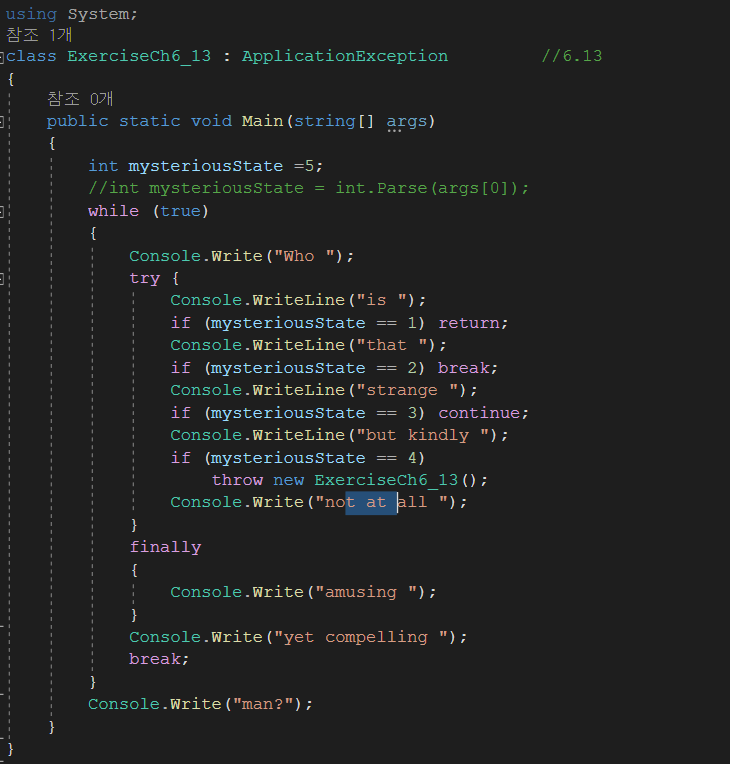 using System;
참조 1개
class ExerciseCh6_13 : ApplicationException //6.13
{
참조 0개
public static void Main(string[] args)
{
int mysteriousState =5;
//int mysteriousState = int.Parse(args[0]);
while (true)
{
Console.Write("Who ");
try {
Console.WriteLine("is ");
if (mysteriousState == 1) return;
Console.WriteLine("that ");
if (mysteriousState == 2) break;
Console.WriteLine("strange ");
if (mysteriousState == 3) continue;
Console.WriteLine("but kindly ");
if (mysteriousState == 4)
throw new ExerciseCh6_13();
Console.Write("not at all ");
}
finally
{
Console.Write("amusing ");
}
Console.Write("yet compelling ");
break;
}
Console.Write("man?");
}
}